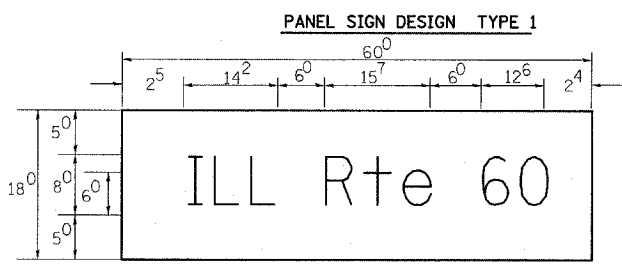 PANEL SIGN DESIGN TYPE 1
60⁰
2⁵ 14² 6⁰ 15⁷ 6⁰ 12⁶ 2⁴
5⁰
18⁰ 8⁰ 6⁰
5⁰
ILL Rte 60